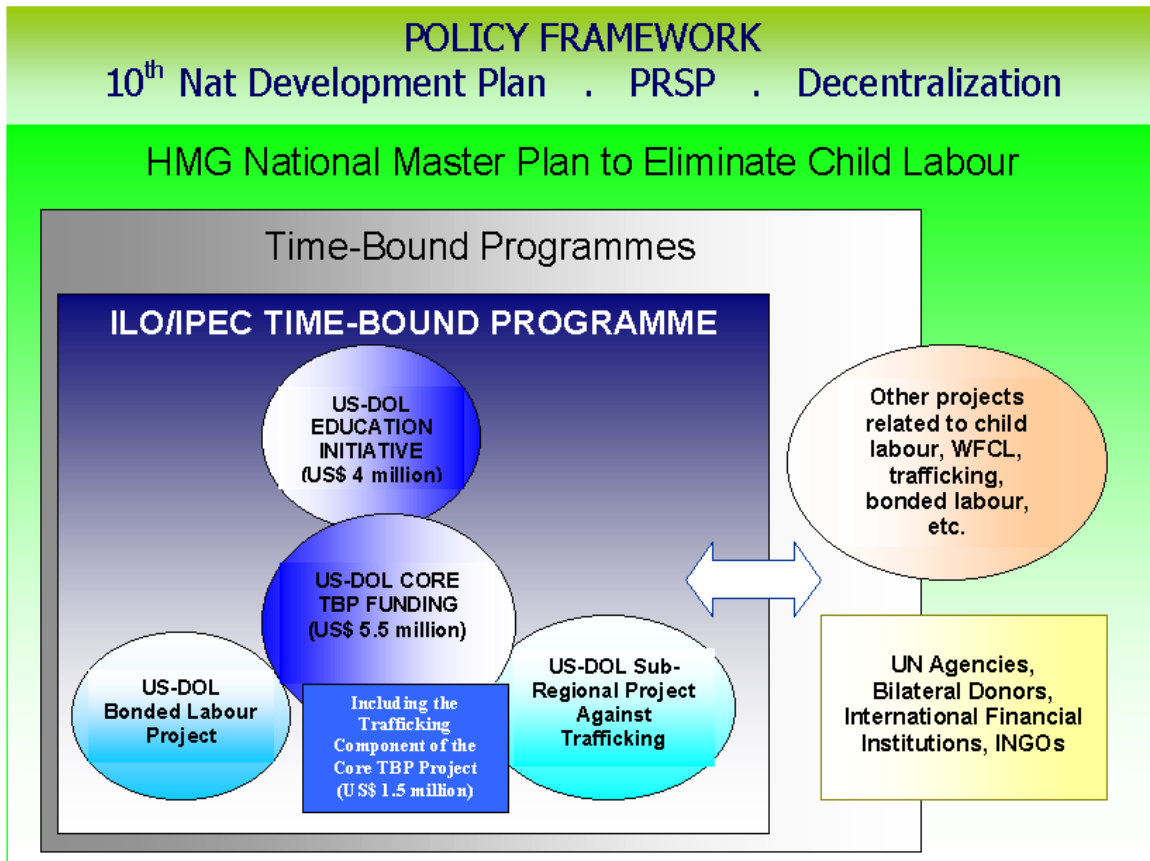 POLICY FRAMEWORK
10th Nat Development Plan . PRSP . Decentralization
HMG National Master Plan to Eliminate Child Labour
Time-Bound Programmes
ILO/IPEC TIME-BOUND PROGRAMME
US-DOL
EDUCATION
INITIATIVE
(US$ 4 million)
US-DOL CORE
TBP FUNDING
(US$ 5.5 million)
US-DOL
Bonded Labour
Project
Including the
Trafficking
Component of the
Core TBP Project
(US$ 1.5 million)
US-DOL Sub-
Regional Project
Against
Trafficking
Other projects
related to child
labour, WFCL,
trafficking,
bonded labour,
etc.
UN Agencies,
Bilateral Donors,
International Financial
Institutions, INGOs